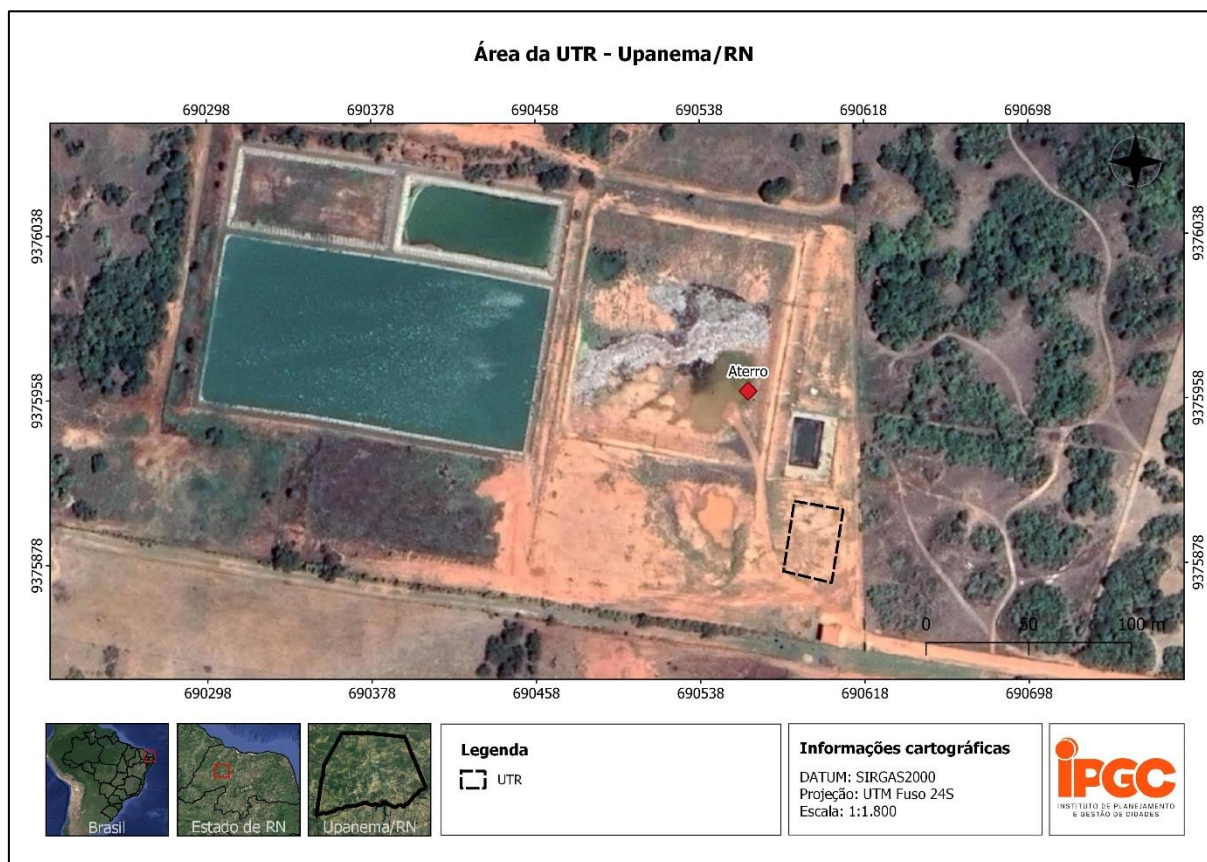 Área da UTR - Upanema/RN
690298 690378 690458 690538 690618 690698
9376038 9376038
Aterro
9375958 9375958
9375878 9375878
0 50 100 m
690298 690378 690458 690538 690618 690698
Brasil
Estado de RN
Upanema/RN
Legenda
UTR
Informações cartográficas
DATUM: SIRGAS2000
Projeção: UTM Fuso 24S
Escala: 1:1.800
iPGC
INSTITUTO DE PLANEJAMENTO
E GESTÃO DE CIDADES